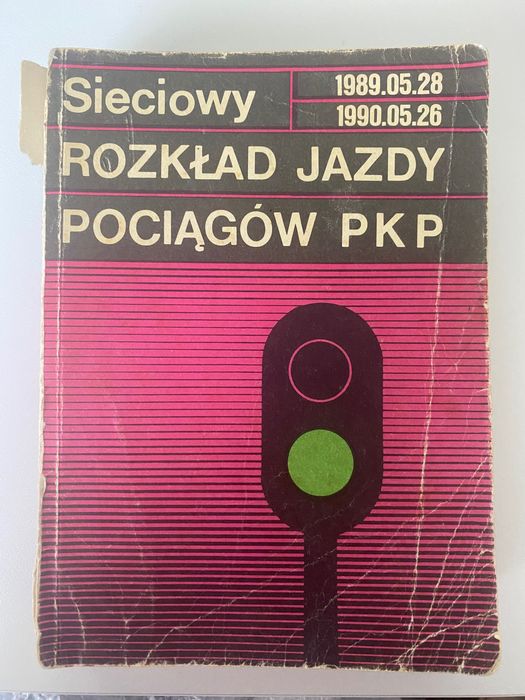 Sieciowy
1989.05.28
1990.05.26
ROZKŁAD JAZDY
POCIĄGÓW PKP